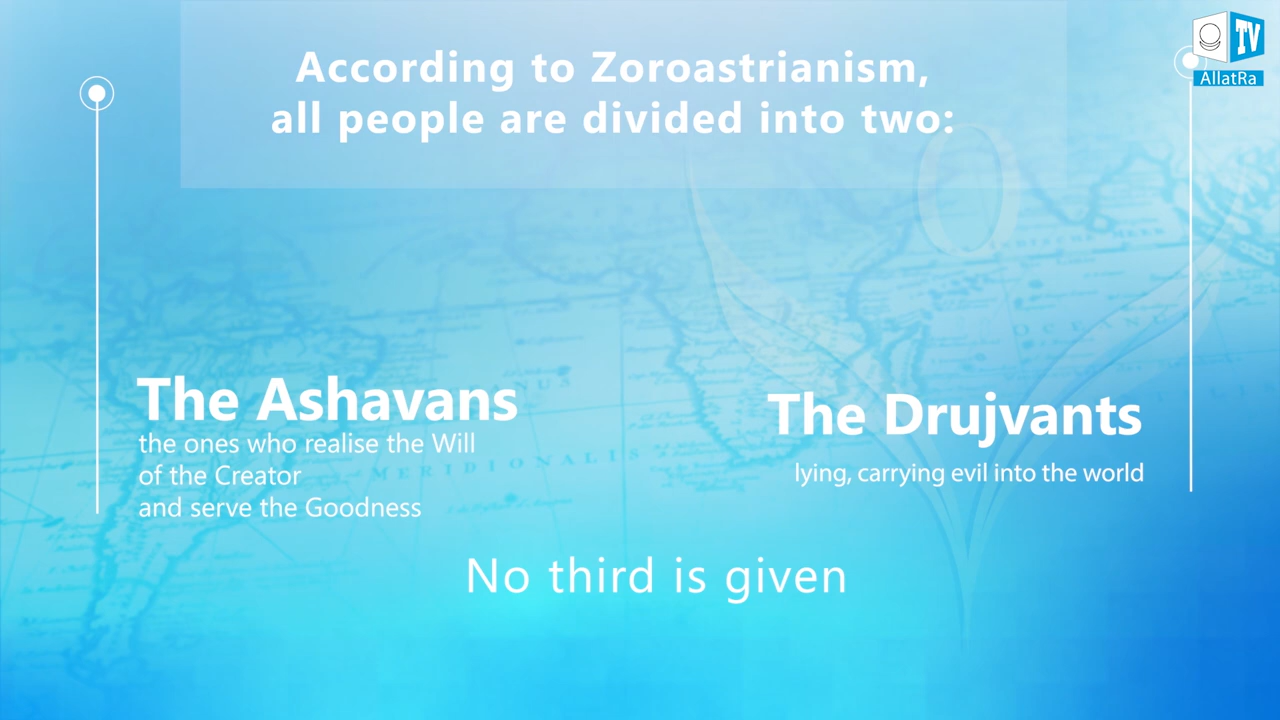 According to Zoroastrianism,
all people are divided into two:
TV
AllatRa
The Ashavans
the ones who realise the Will
of the Creator
and serve the Goodness
The Drujvants
lying, carrying evil into the world
MERIDIONALIS
No third is given